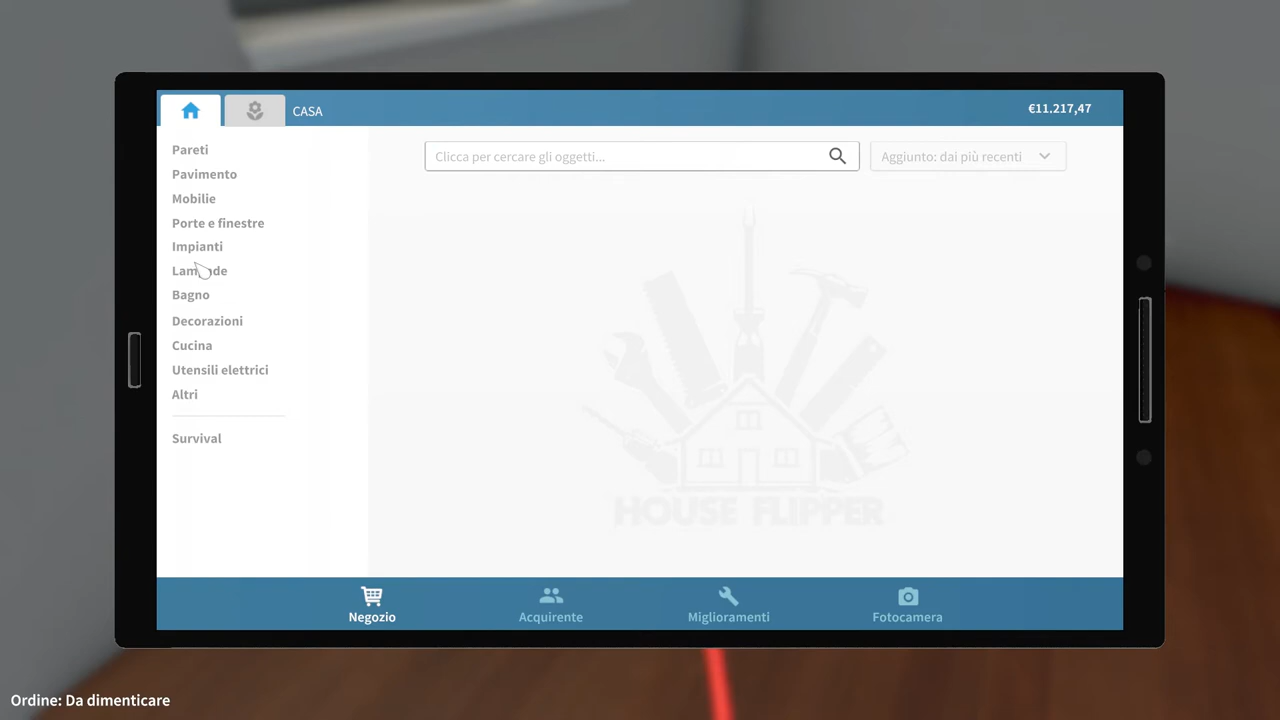 CASA
€11.217,47
Pareti
Pavimento
Mobilie
Porte e finestre
Impianti
Lampade
Bagno
Decorazioni
Cucina
Utensili elettrici
Altri
Survival
Clicca per cercare gli oggetti...
Aggiunto: dai più recenti
HOUSE FLIPPER
Negozio
Acquirente
Miglioramenti
Fotocamera
Ordine: Da dimenticare